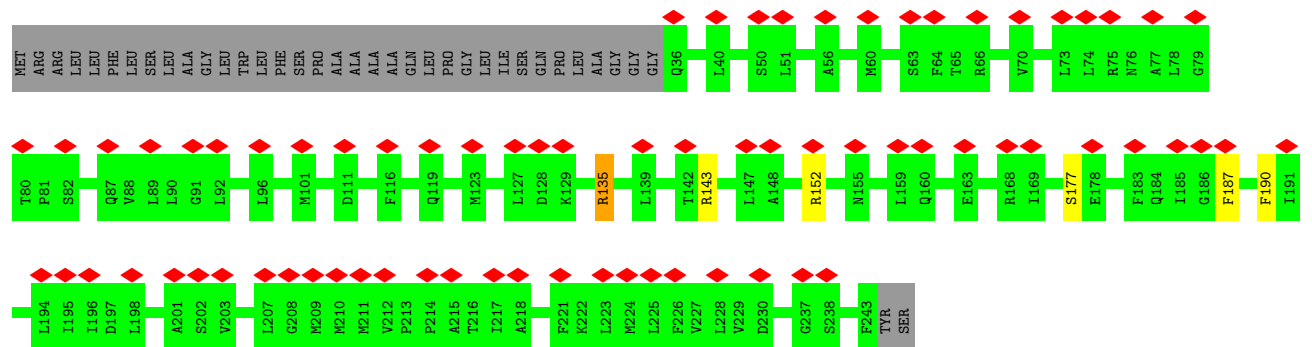 MET ARG ARG LEU LEU PHE LEU SER LEU ALA GLY LEU TRP LEU PHE SER PRO ALA ALA ALA ALA GLN LEU PRO GLY LEU ILE SER GLN PRO LEU ALA GLY GLY GLY Q36 L40 S50 L51 A56 M60 S63 F64 T65 R66 V70 L73 L74 R75 N76 A77 L78 G79
T80 P81 S82 Q87 V88 L89 L90 G91 L92 L96 M101 D111 F116 Q119 M123 L127 D128 K129 R135 L139 T142 R143 L147 A148 R152 N155 L159 Q160 E163 R168 I169 S177 E178 F183 Q184 I185 G186 F187 F190 I191
L194 I195 I196 D197 L198 A201 S202 V203 L207 G208 M209 M210 M211 V212 P213 P214 A215 T216 I217 A218 F221 K222 L223 M224 L225 F226 V227 L228 V229 D230 G237 S238 F243 TYR SER